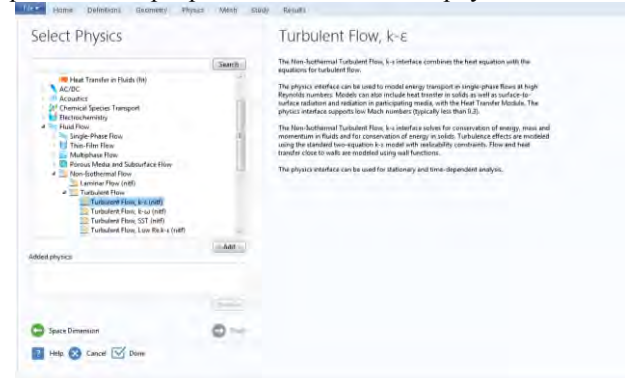 File Home Definitions Geometry Physics Mesh Study Results
Select Physics
Search
Heat Transfer in Fluids (ht)
AC/DC
Acoustics
Chemical Species Transport
Electrochemistry
Fluid Flow
Single-Phase Flow
Thin-Film Flow
Multiphase Flow
Porous Media and Subsurface Flow
Non-Isothermal Flow
Laminar Flow (nitf)
Turbulent Flow
Turbulent Flow, k-ε (nitf)
Turbulent Flow, k-ω (nitf)
Turbulent Flow, SST (nitf)
Turbulent Flow, Low Re k-ε (nitf)
Add
Added physics:
Space Dimension
Help Cancel Done
Turbulent Flow, k-ε
The Non-Isothermal Turbulent Flow, k-ε interface combines the heat equation with the
equations for turbulent flow.
The physics interface can be used to model energy transport in single-phase flows at high
Reynolds numbers. Models can also include heat transfer in solids as well as surface-to-
surface radiation and radiation in participating media, with the Heat Transfer Module. The
physics interface supports low Mach numbers (typically less than 0.3).
The Non-Isothermal Turbulent Flow, k-ε interface solves for conservation of energy, mass and
momentum in fluids and for conservation of energy in solids. Turbulence effects are modeled
using the standard two-equation k-ε model with realizability constraints. Flow and heat
transfer close to walls are modeled using wall functions.
The physics interface can be used for stationary and time-dependent analysis.